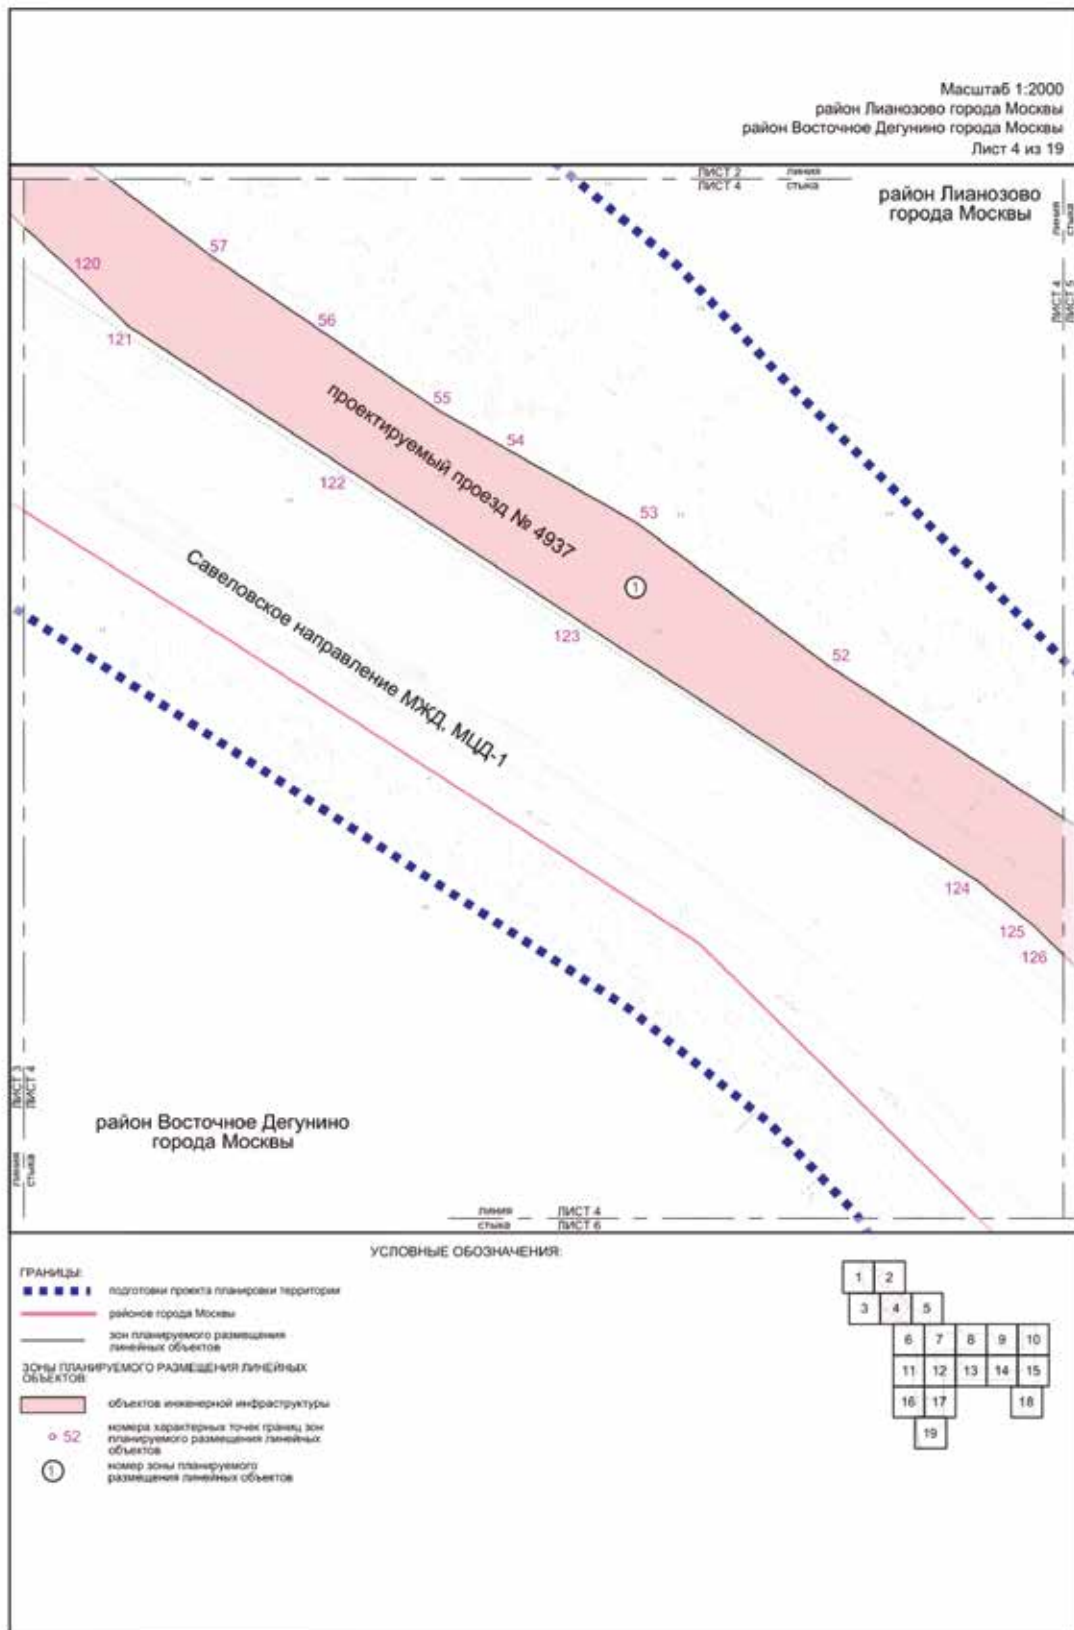 Масштаб 1:2000
район Лианозово города Москвы
район Восточное Дегунино города Москвы
Лист 4 из 19
ЛИСТ 2 линия
ЛИСТ 4 стыка
район Лианозово
города Москвы
линия
стыка
ЛИСТ 4
ЛИСТ 5
57
120
56
121
55
54
проектируемый проезд № 4937
122
53
1
Савеловское направление МЖД, МЦД-1
123
52
124
125
126
ЛИСТ 3
ЛИСТ 4
район Восточное Дегунино
города Москвы
линия
стыка
линия ЛИСТ 4
стыка ЛИСТ 6
УСЛОВНЫЕ ОБОЗНАЧЕНИЯ:
ГРАНИЦЫ:
подготовки проекта планировки территории
районов города Москвы
зон планируемого размещения
линейных объектов
ЗОНЫ ПЛАНИРУЕМОГО РАЗМЕЩЕНИЯ ЛИНЕЙНЫХ
ОБЪЕКТОВ:
объектов инженерной инфраструктуры
52 номера характерных точек границ зон
планируемого размещения линейных
объектов
1 номер зоны планируемого
размещения линейных объектов
1 2
3 4 5
6 7 8 9 10
11 12 13 14 15
16 17 18
19